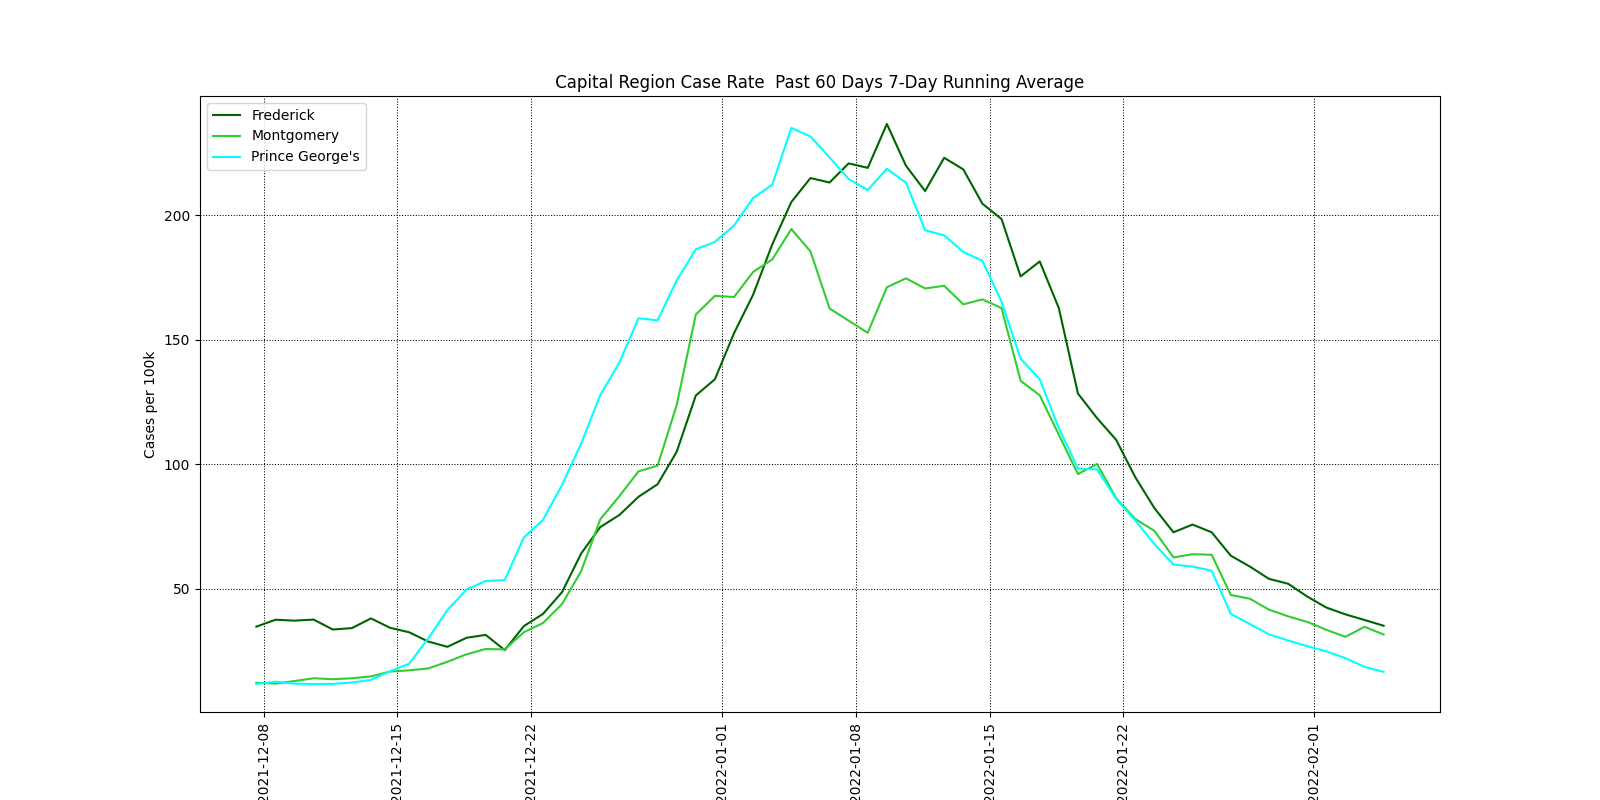 Capital Region Case Rate  Past 60 Days 7-Day Running Average
Frederick
Montgomery
Prince George's
Cases per 100k
200
150
100
50
2021-12-08
2021-12-15
2021-12-22
2022-01-01
2022-01-08
2022-01-15
2022-01-22
2022-02-01